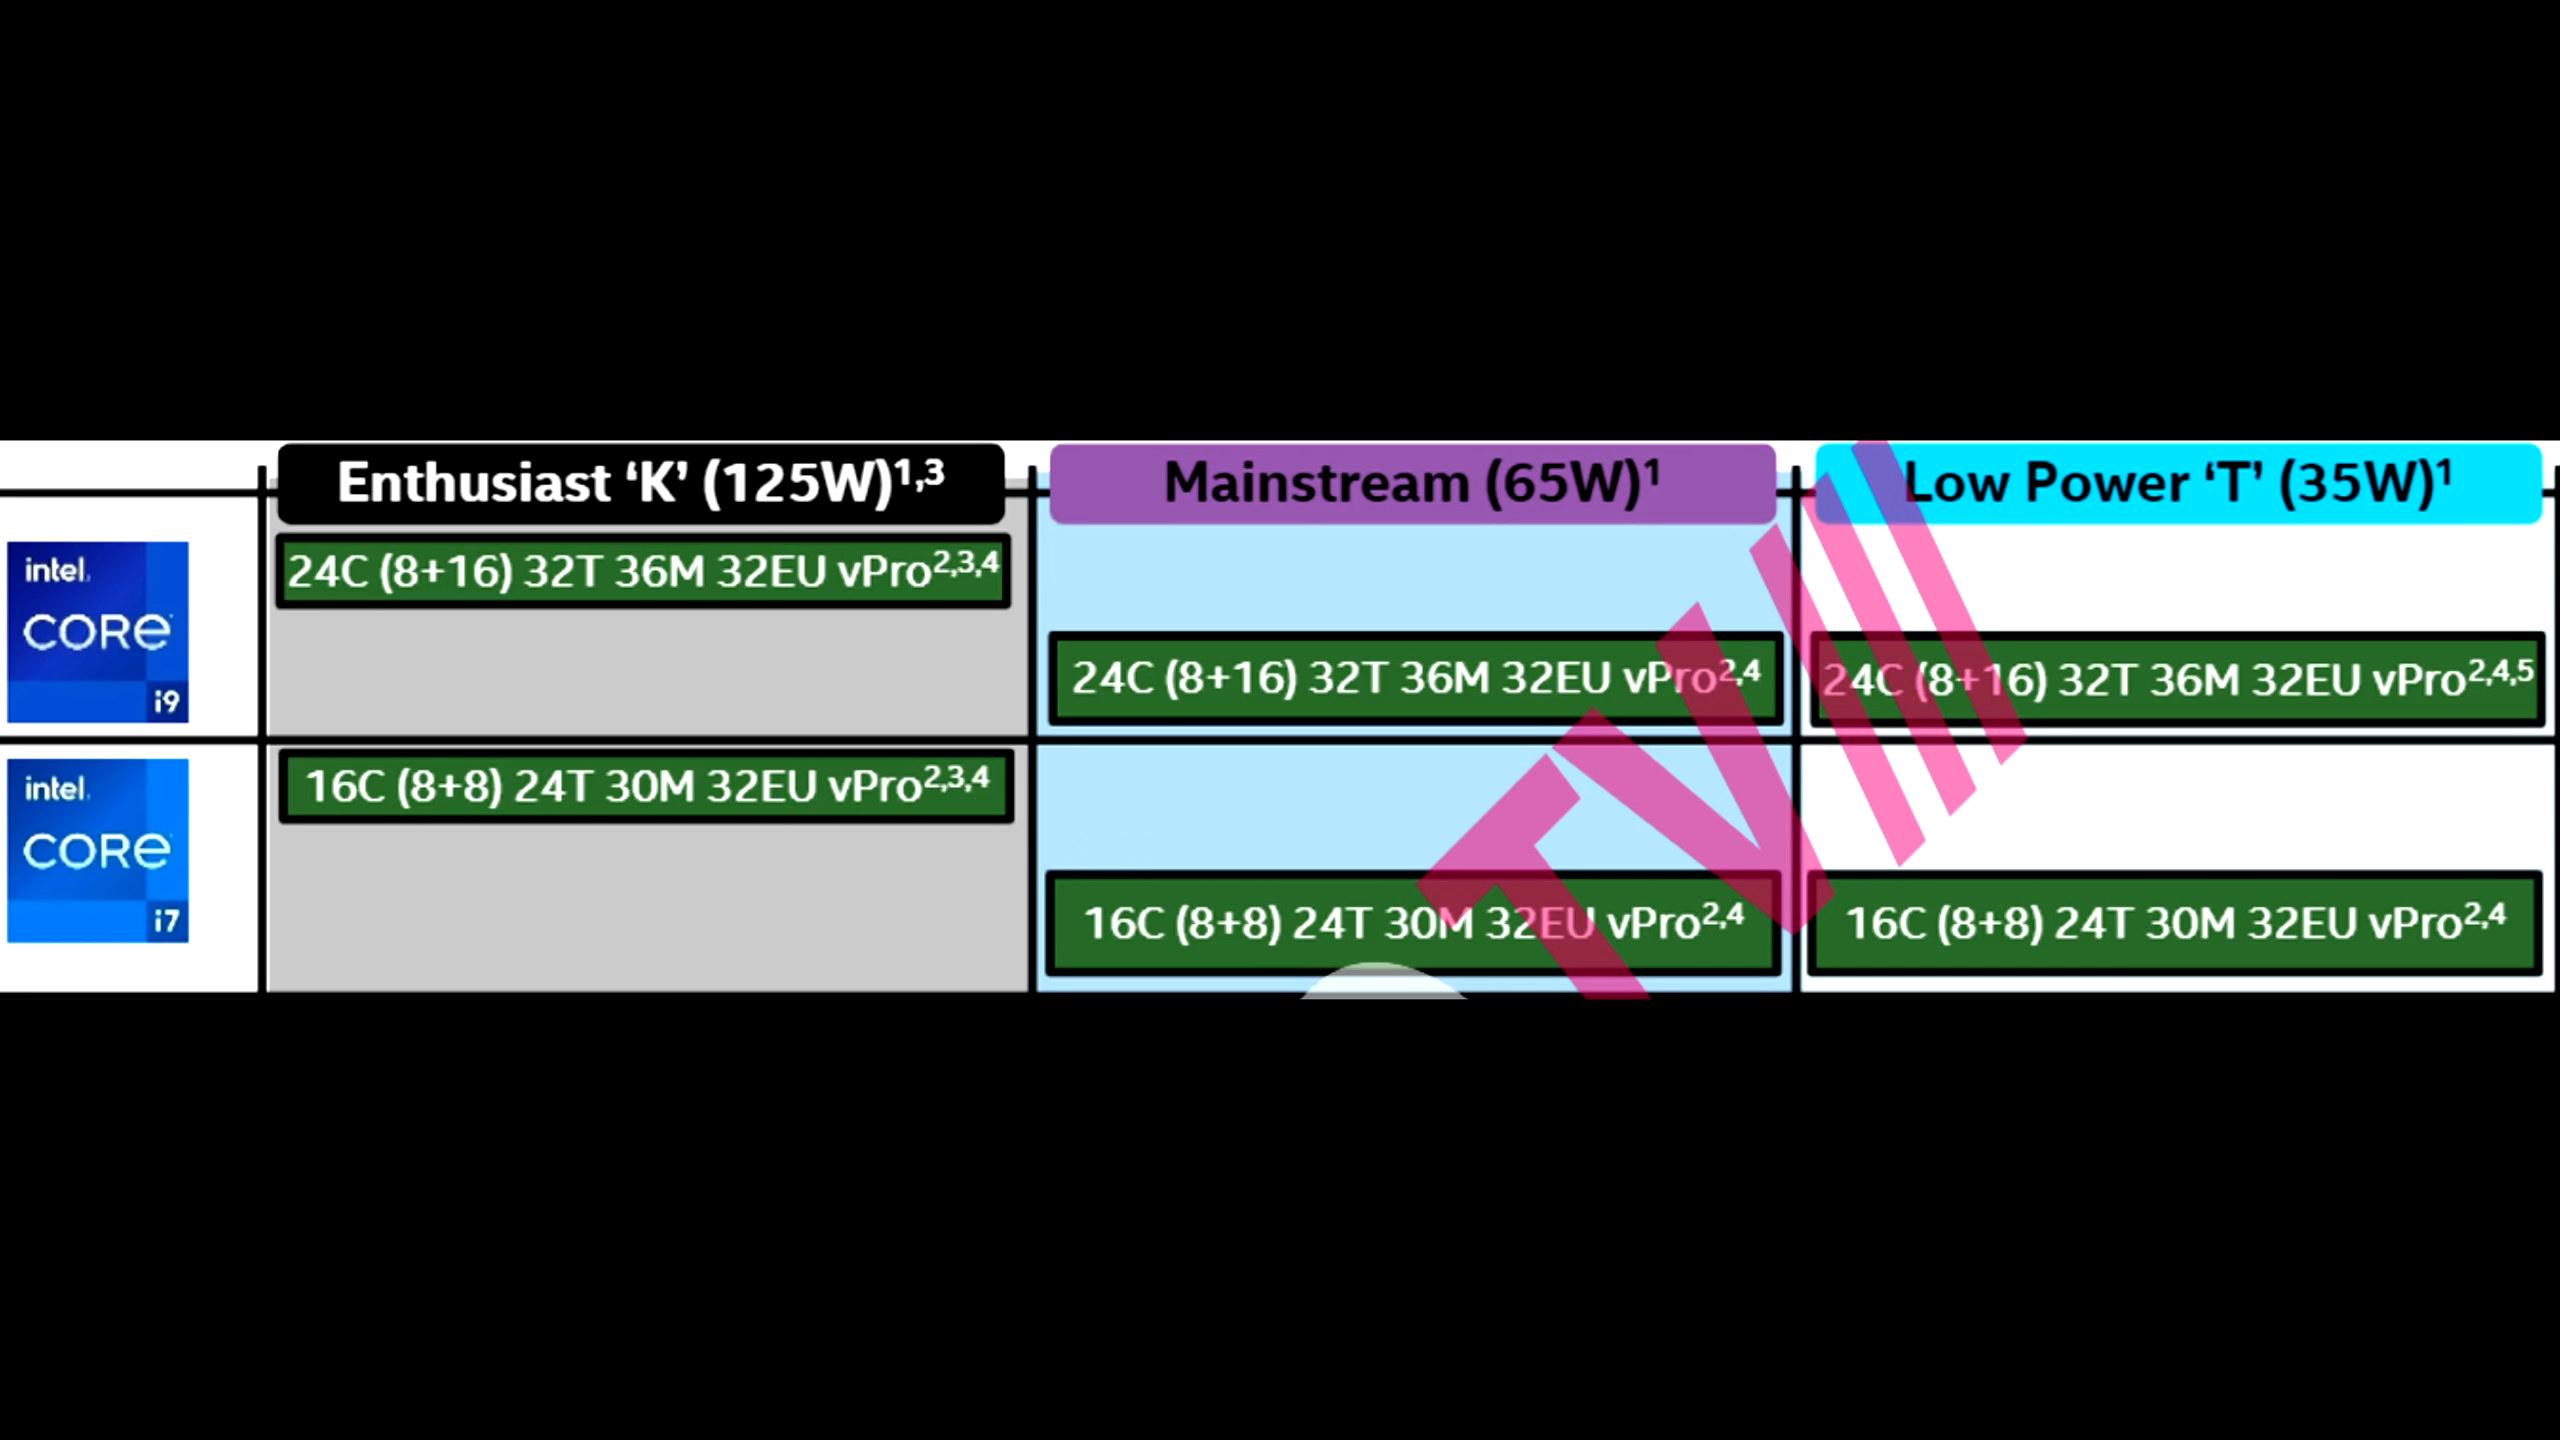 Enthusiast ‘K’ (125W)1,3
Mainstream (65W)1
Low Power ‘T’ (35W)1
intel.
CORe
i9
24C (8+16) 32T 36M 32EU vPro2,3,4
24C (8+16) 32T 36M 32EU vPro2,4
24C (8+16) 32T 36M 32EU vPro2,4,5
intel.
CORe
i7
16C (8+8) 24T 30M 32EU vPro2,3,4
16C (8+8) 24T 30M 32EU vPro2,4
16C (8+8) 24T 30M 32EU vPro2,4